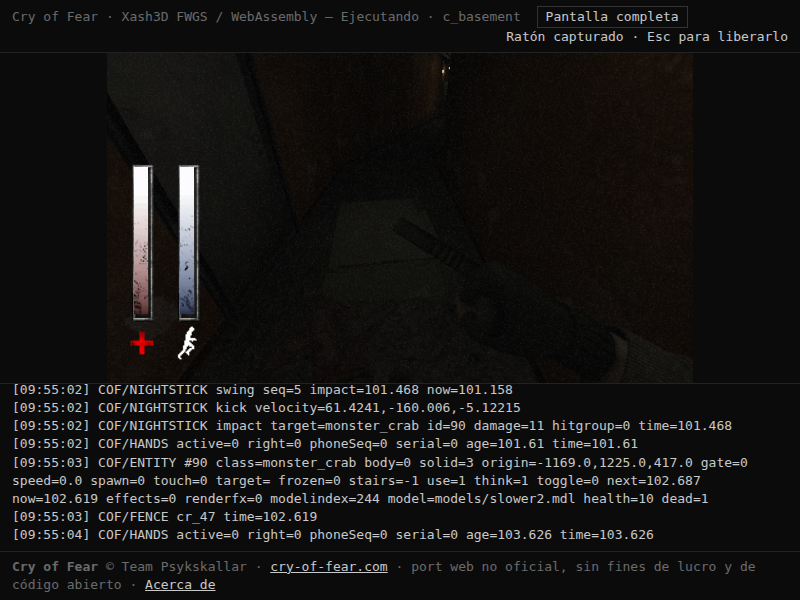 Cry of Fear · Xash3D FWGS / WebAssembly — Ejecutando · c_basement
Pantalla completa
Ratón capturado · Esc para liberarlo
[09:55:02] COF/NIGHTSTICK swing seq=5 impact=101.468 now=101.158
[09:55:02] COF/NIGHTSTICK kick velocity=61.4241,-160.006,-5.12215
[09:55:02] COF/NIGHTSTICK impact target=monster_crab id=90 damage=11 hitgroup=0 time=101.468
[09:55:02] COF/HANDS active=0 right=0 phoneSeq=0 serial=0 age=101.61 time=101.61
[09:55:03] COF/ENTITY #90 class=monster_crab body=0 solid=3 origin=-1169.0,1225.0,417.0 gate=0
speed=0.0 spawn=0 touch=0 target= frozen=0 stairs=-1 use=1 think=1 toggle=0 next=102.687
now=102.619 effects=0 renderfx=0 modelindex=244 model=models/slower2.mdl health=10 dead=1
[09:55:03] COF/FENCE cr_47 time=102.619
[09:55:04] COF/HANDS active=0 right=0 phoneSeq=0 serial=0 age=103.626 time=103.626
Cry of Fear © Team Psykskallar · cry-of-fear.com · port web no oficial, sin fines de lucro y de
código abierto · Acerca de